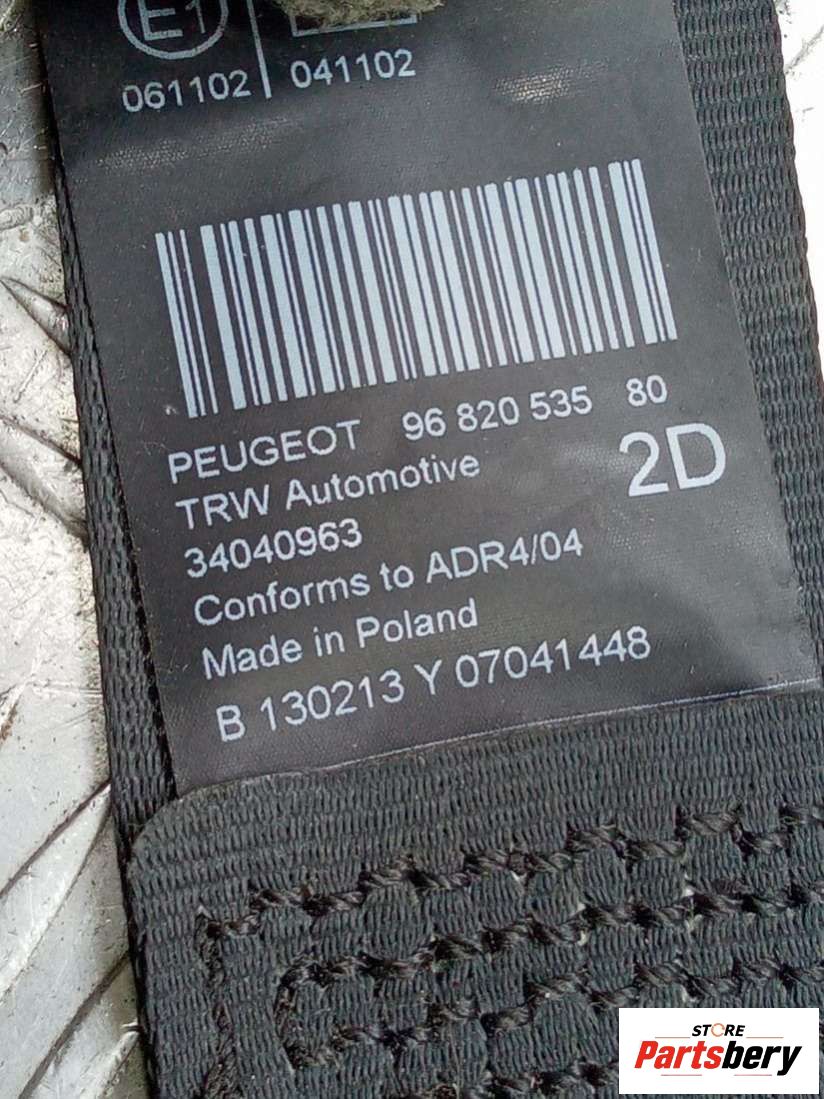 E1
061102 | 041102
PEUGEOT 96 820 535 80
TRW Automotive 2D
34040963
Conforms to ADR4/04
Made in Poland
B 130213 Y 07041448
STORE
Partsbery